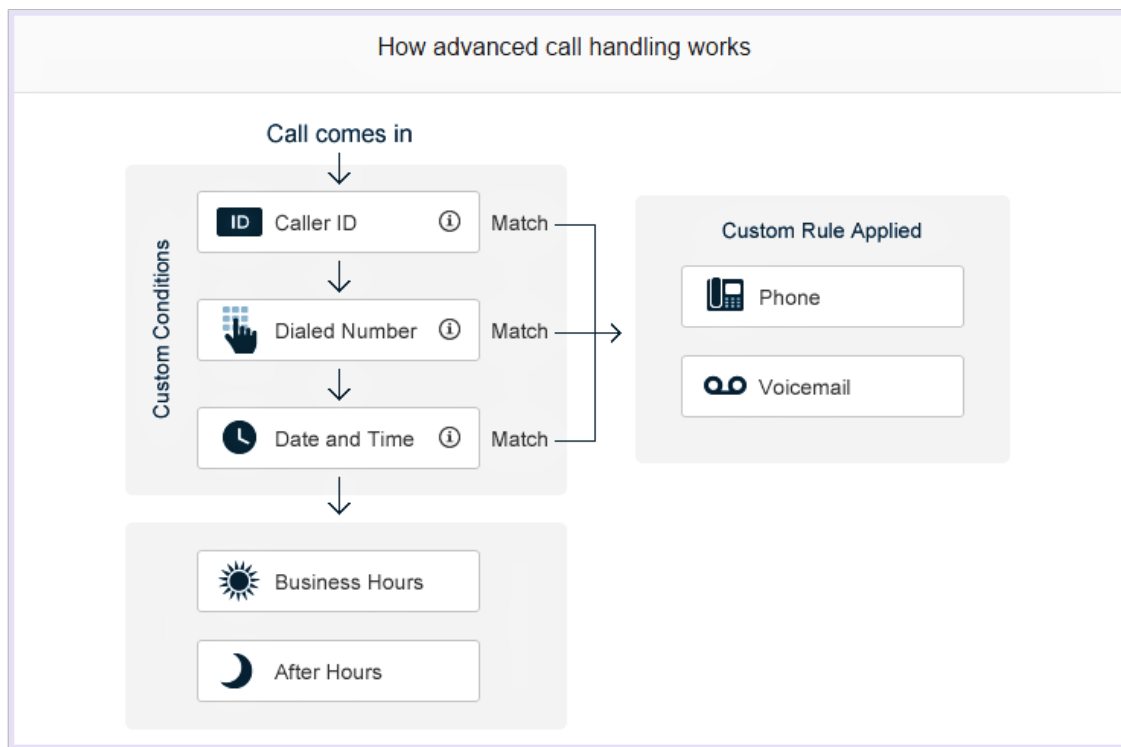 How advanced call handling works
Call comes in
Custom Conditions
ID Caller ID i Match
Dialed Number i Match
Date and Time i Match
Custom Rule Applied
Phone
Voicemail
Business Hours
After Hours